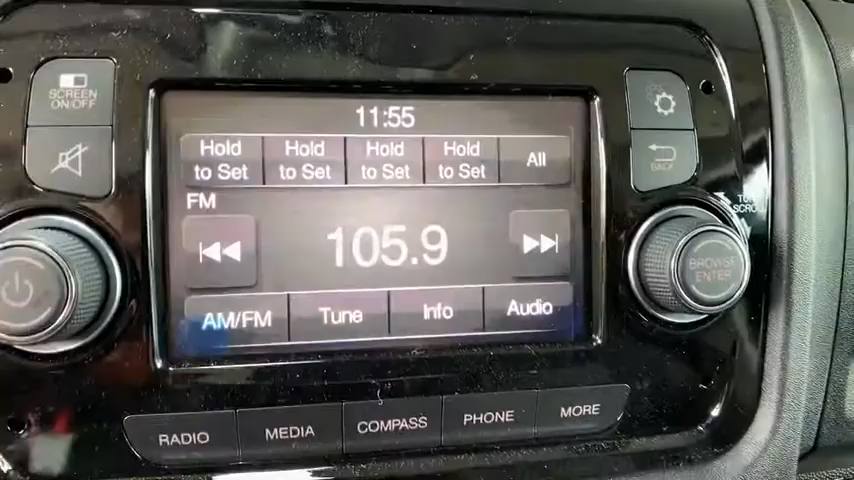 11:55
SCREEN
ON/OFF
Hold
to Set
Hold
to Set
Hold
to Set
Hold
to Set
All
BACK
FM
105.9
BROWSE
ENTER
AM/FM
Tune
Info
Audio
RADIO
MEDIA
COMPASS
PHONE
MORE